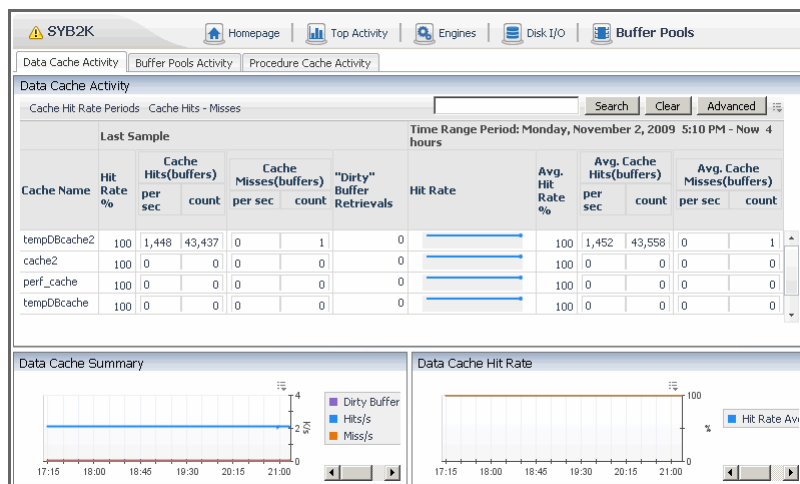 SYB2K Homepage Top Activity Engines Disk I/O Buffer Pools
Data Cache Activity Buffer Pools Activity Procedure Cache Activity
Data Cache Activity
Cache Hit Rate Periods Cache Hits - Misses Search Clear Advanced
Last Sample
Time Range Period: Monday, November 2, 2009 5:10 PM - Now 4 hours
Cache Name
Hit Rate %
Cache Hits(buffers)
per sec count
Cache Misses(buffers)
per sec count
"Dirty" Buffer Retrievals
Hit Rate
Avg. Hit Rate %
Avg. Cache Hits(buffers)
per sec count
Avg. Cache Misses(buffers)
per sec count
tempDBcache2 100 1,448 43,437 0 1 0 100 1,452 43,558 0 1
cache2 100 0 0 0 0 0 100 0 0 0 0
perf_cache 100 0 0 0 0 0 100 0 0 0 0
tempDBcache 100 0 0 0 0 0 100 0 0 0 0
Data Cache Summary
4
2
0
K/s
17:15 18:00 18:45 19:30 20:15 21:00
Dirty Buffer
Hits/s
Miss/s
Data Cache Hit Rate
100
0
%
17:15 18:00 18:45 19:30 20:15 21:00
Hit Rate Av